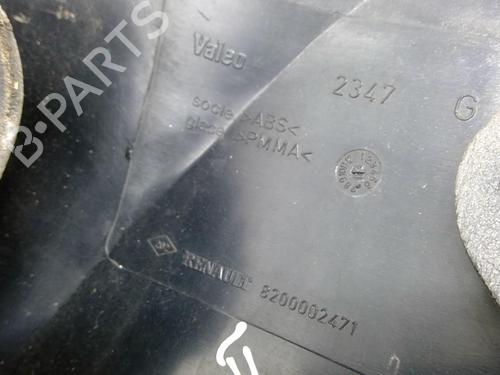 B-PARTS
Valeo
2347 G
socle >ABS<
glace >PMMA<
RENAULT 8200002471